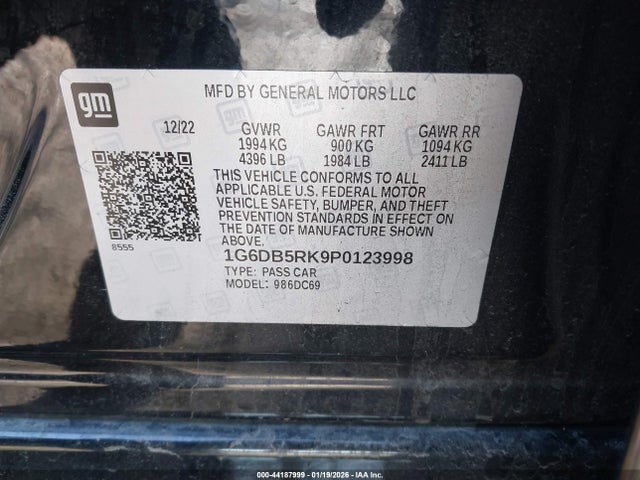 gm
MFD BY GENERAL MOTORS LLC
12/22 GVWR GAWR FRT GAWR RR
1994 KG 900 KG 1094 KG
4396 LB 1984 LB 2411 LB
THIS VEHICLE CONFORMS TO ALL
APPLICABLE U.S. FEDERAL MOTOR
VEHICLE SAFETY, BUMPER, AND THEFT
PREVENTION STANDARDS IN EFFECT ON
THE DATE OF MANUFACTURE SHOWN
ABOVE.
8555
1G6DB5RK9P0123998
TYPE: PASS CAR
MODEL: 986DC69
000-44187999 - 01/19/2026 - IAA Inc.